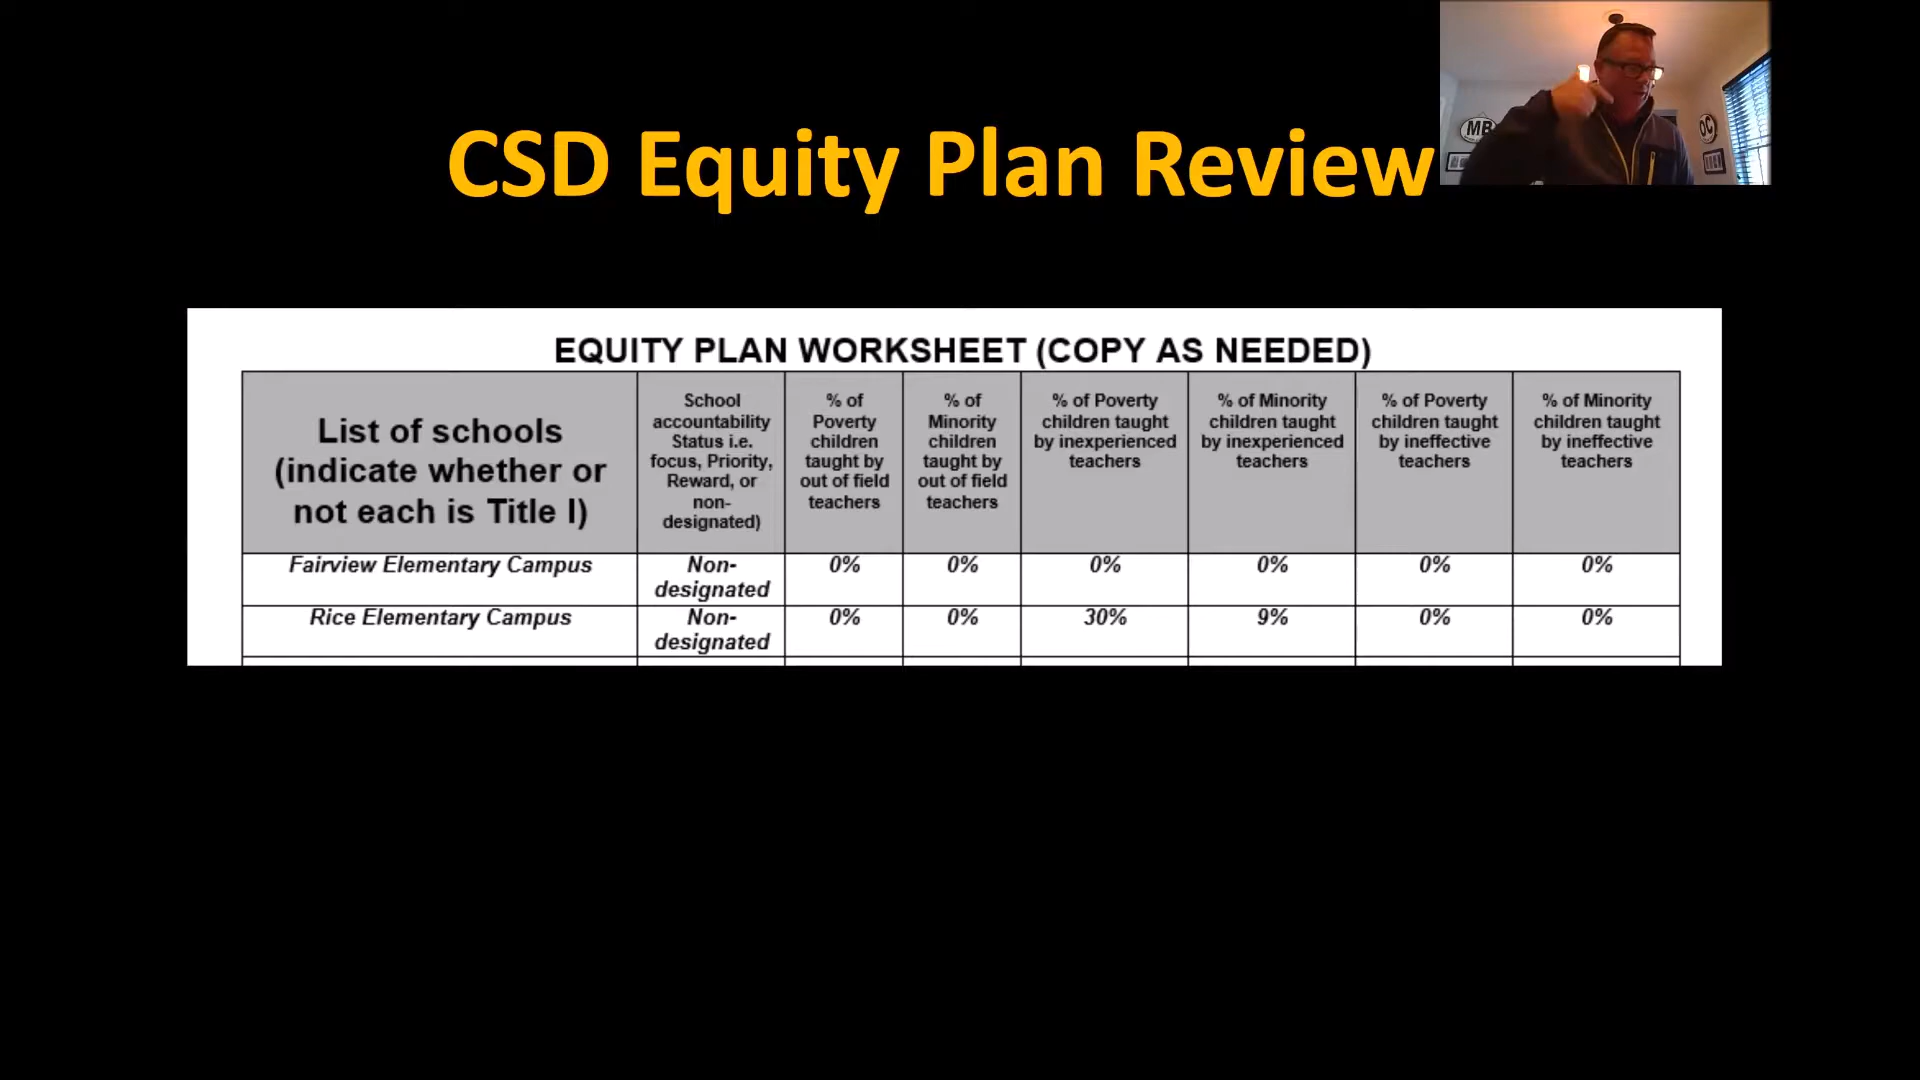 CSD Equity Plan Review
MB
OC
EQUITY PLAN WORKSHEET (COPY AS NEEDED)
List of schools
(indicate whether or
not each is Title I)
School
accountability
Status i.e.
focus, Priority,
Reward, or
non-
designated)
% of
Poverty
children
taught by
out of field
teachers
% of
Minority
children
taught by
out of field
teachers
% of Poverty
children taught
by inexperienced
teachers
% of Minority
children taught
by inexperienced
teachers
% of Poverty
children taught
by ineffective
teachers
% of Minority
children taught
by ineffective
teachers
Fairview Elementary Campus Non-designated 0% 0% 0% 0% 0% 0%
Rice Elementary Campus Non-designated 0% 0% 30% 9% 0% 0%